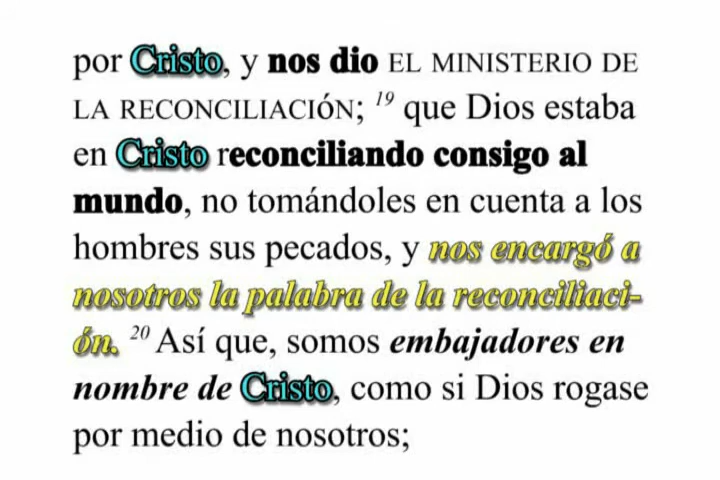 por Cristo, y nos dio EL MINISTERIO DE
LA RECONCILIACIÓN; 19 que Dios estaba
en Cristo reconciliando consigo al
mundo, no tomándoles en cuenta a los
hombres sus pecados, y nos encargó a
nosotros la palabra de la reconciliaci-
ón. 20 Así que, somos embajadores en
nombre de Cristo, como si Dios rogase
por medio de nosotros;